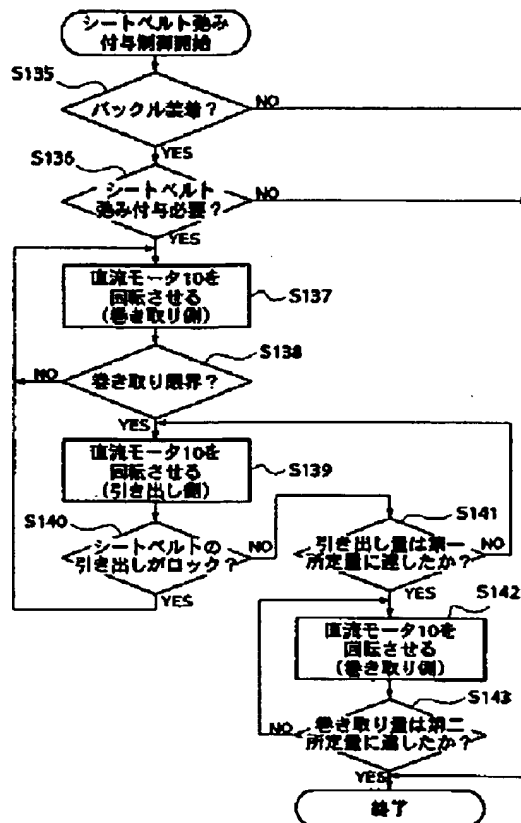 シートベルト弛み
付与制御開始
S135
バックル装着?
NO
YES
S136
シートベルト
弛み付与必要?
NO
YES
直流モータ10を
回転させる
(巻き取り側)
S137
S138
巻き取り限界?
NO
YES
直流モータ10を
回転させる
(引き出し側)
S139
S140
シートベルトの
引き出しがロック?
NO
YES
S141
引き出し量は第一
所定量に達したか?
NO
YES
S142
直流モータ10を
回転させる
(巻き取り側)
S143
巻き取り量は第二
所定量に達したか?
NO
YES
終了